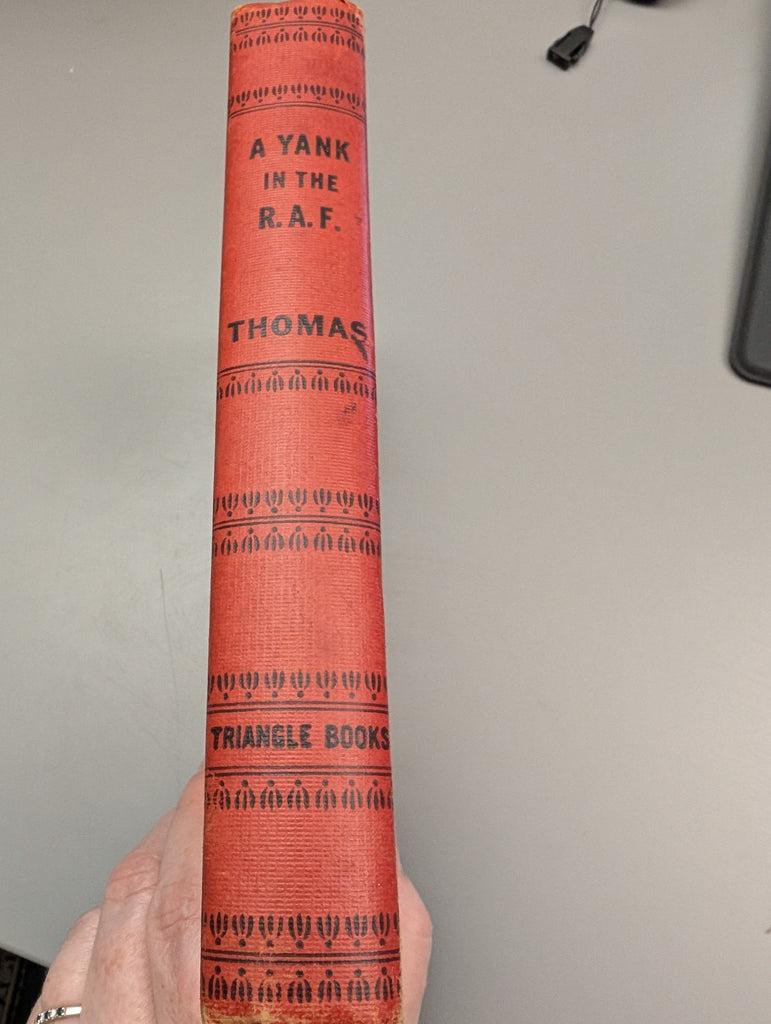 A YANK
IN THE
R.A.F.
THOMAS
TRIANGLE BOOKS